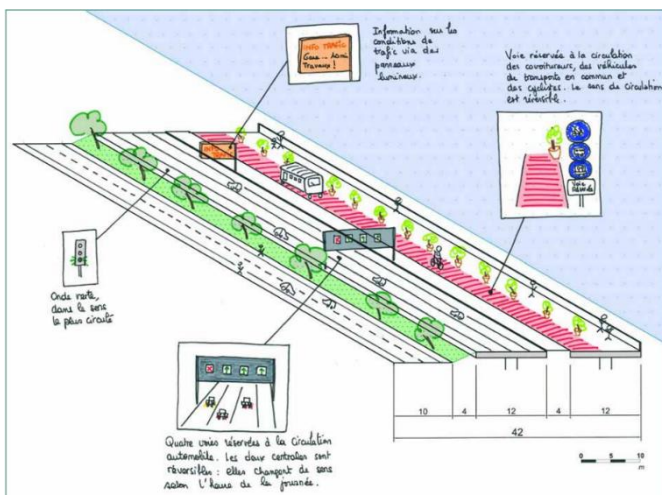 INFO TRAFIC
Travaux !
Information sur les
conditions de
trafic via des
panneaux
lumineux.
Voie réservée à la circulation
des covoitureurs, des véhicules
de transports en commun et
des cyclistes. Le sens de circulation
est réversible.
Voie
Réservée
Onde verte,
dans le sens
le plus circulé
Quatre voies réservées à la circulation
automobile. Les deux centrales sont
réversibles : elles changent de sens
selon l'heure de la journée.
10 4 12 4 12
42
0 5 10
m